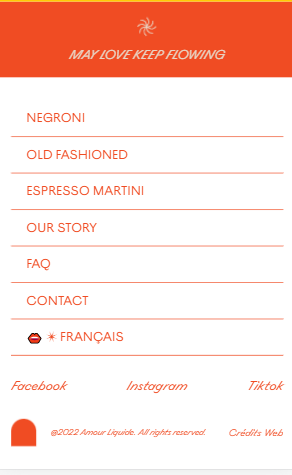 MAY LOVE KEEP FLOWING
NEGRONI
OLD FASHIONED
ESPRESSO MARTINI
OUR STORY
FAQ
CONTACT
👄 ✴ FRANÇAIS
Facebook Instagram Tiktok
@2022 Amour Liquide. All rights reserved. Crédits Web